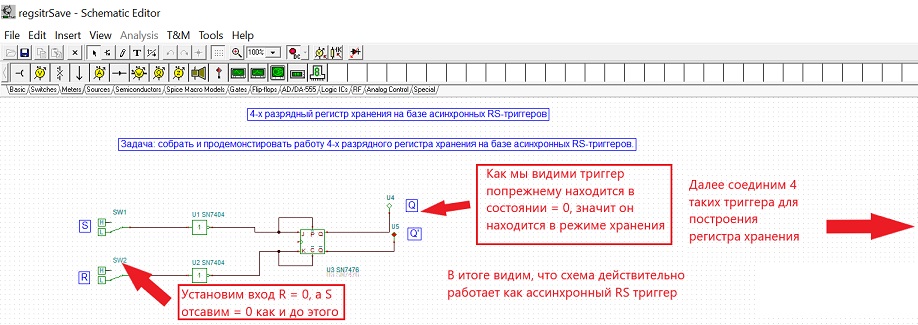 regsitrSave - Schematic Editor
File Edit Insert View Analysis T&M Tools Help
100%
DC
Basic Switches Meters Sources Semiconductors Spice Macro Models Gates Flip-flops AD/DA-555 Logic ICs RF Analog Control Special
4-х разрядный регистр хранения на базе асинхронных RS-триггеров
Задача: собрать и продемонстировать работу 4-х разрядного регистра хранения на базе асинхронных RS-триггеров.
Как мы видими триггер
попрежнему находится в
состоянии = 0, значит он
находится в режиме хранения
Далее соединим 4
таких триггера для
построения
регистра хранения
S
SW1
H
L
U1 SN7404
1
U4
Q
U5
Q'
J P Q
K C Q
U3 SN7476
R
SW2
H
L
U2 SN7404
1
Установим вход R = 0, а S
отсавим = 0 как и до этого
В итоге видим, что схема действительно
работает как ассинхронный RS триггер